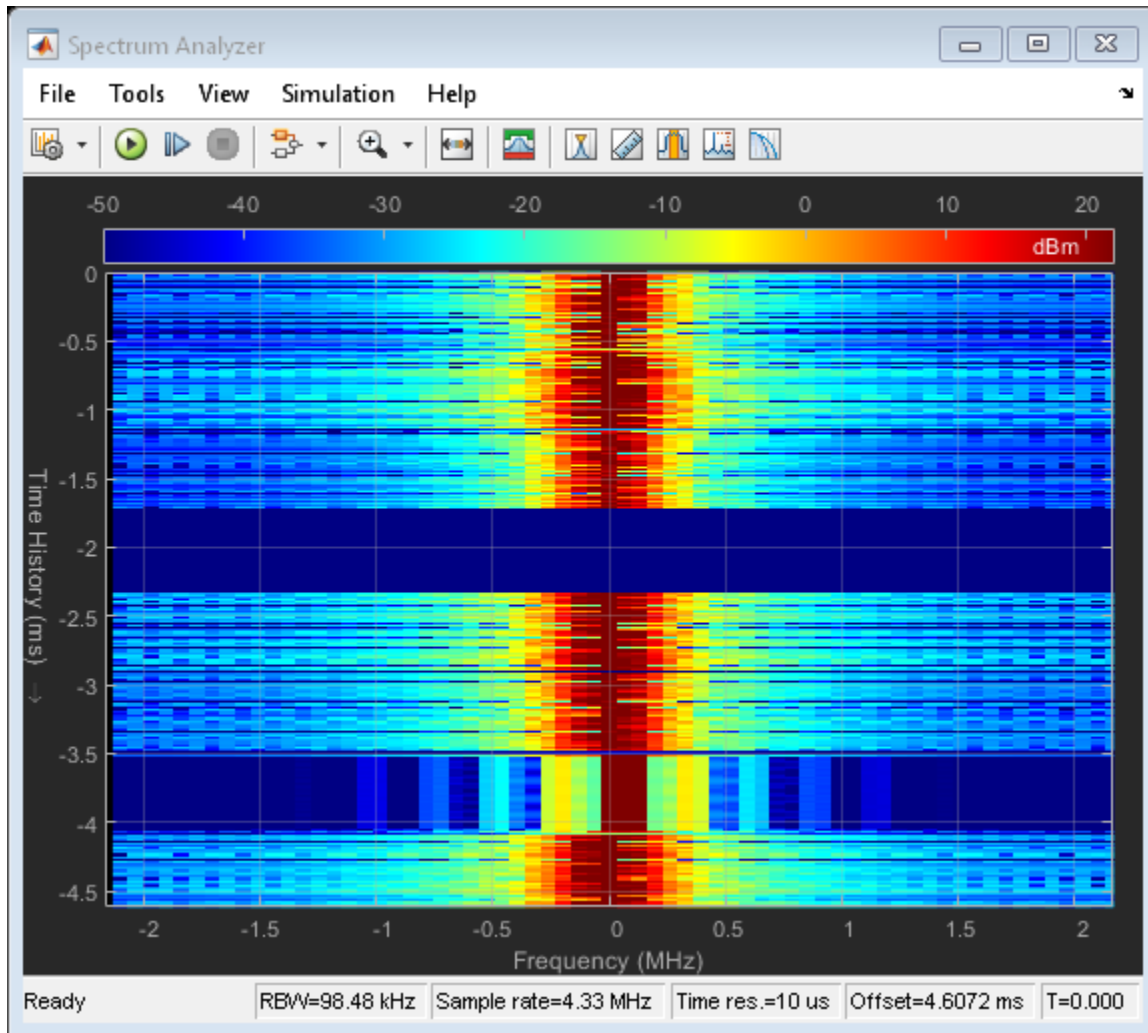 Spectrum Analyzer
File Tools View Simulation Help
-50 -40 -30 -20 -10 0 10 20
dBm
0
-0.5
-1
-1.5
-2
-2.5
-3
-3.5
-4
-4.5
Time History (ms) →
-2 -1.5 -1 -0.5 0 0.5 1 1.5 2
Frequency (MHz)
Ready RBW=98.48 kHz Sample rate=4.33 MHz Time res.=10 us Offset=4.6072 ms T=0.000